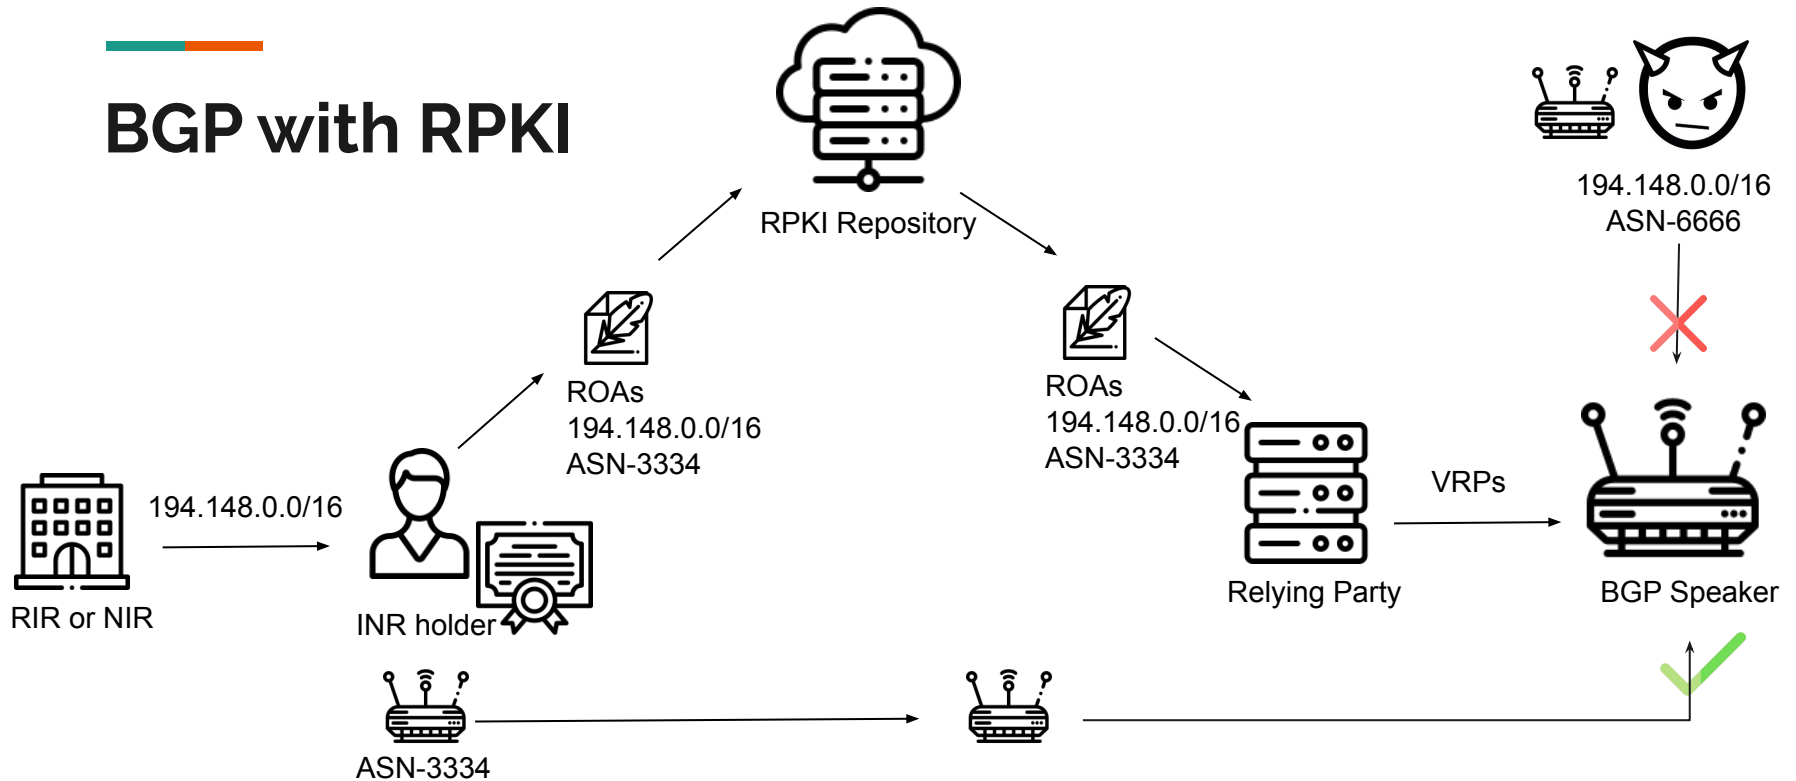 BGP with RPKI
RPKI Repository
194.148.0.0/16
ASN-6666
ROAs
194.148.0.0/16
ASN-3334
ROAs
194.148.0.0/16
ASN-3334
194.148.0.0/16
VRPs
RIR or NIR
INR holder
Relying Party
BGP Speaker
ASN-3334